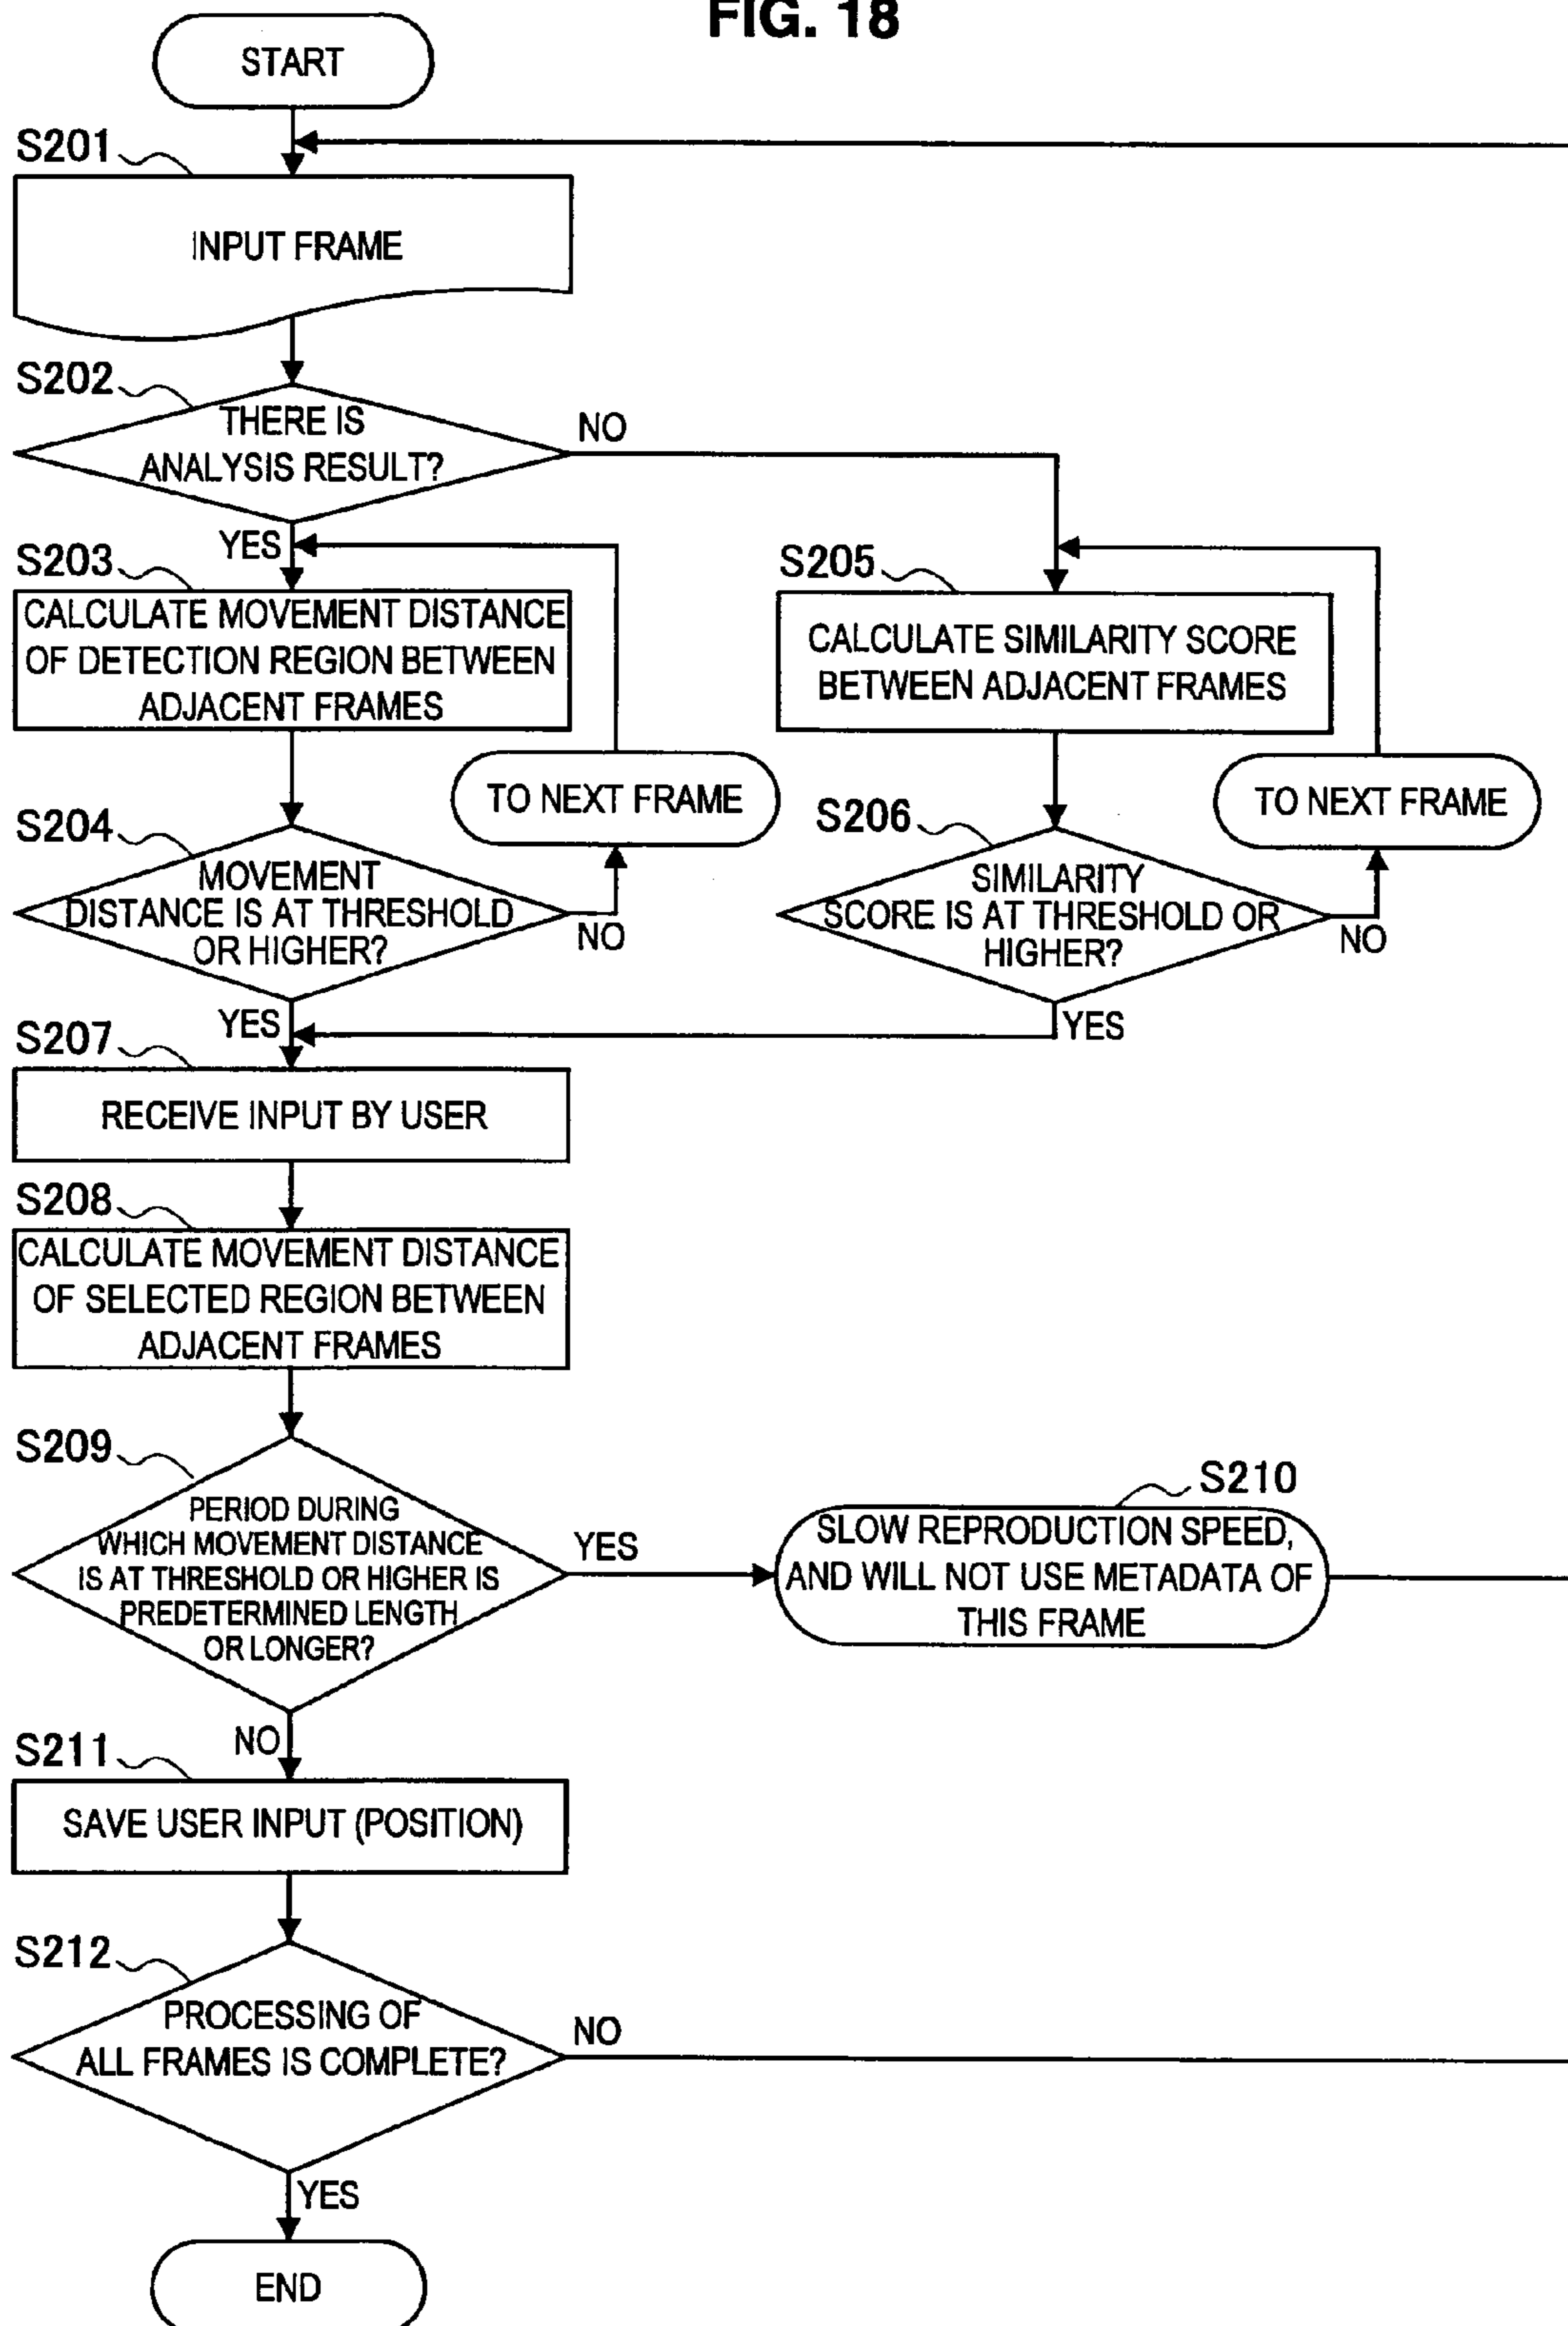 FIG. 18
START
S201
INPUT FRAME
S202
THERE IS
ANALYSIS RESULT?
NO
YES
S203
CALCULATE MOVEMENT DISTANCE
OF DETECTION REGION BETWEEN
ADJACENT FRAMES
S205
CALCULATE SIMILARITY SCORE
BETWEEN ADJACENT FRAMES
TO NEXT FRAME
TO NEXT FRAME
S204
MOVEMENT
DISTANCE IS AT THRESHOLD
OR HIGHER?
NO
S206
SIMILARITY
SCORE IS AT THRESHOLD OR
HIGHER?
NO
YES
YES
S207
RECEIVE INPUT BY USER
S208
CALCULATE MOVEMENT DISTANCE
OF SELECTED REGION BETWEEN
ADJACENT FRAMES
S209
PERIOD DURING
WHICH MOVEMENT DISTANCE
IS AT THRESHOLD OR HIGHER IS
PREDETERMINED LENGTH
OR LONGER?
YES
S210
SLOW REPRODUCTION SPEED,
AND WILL NOT USE METADATA OF
THIS FRAME
NO
S211
SAVE USER INPUT (POSITION)
S212
PROCESSING OF
ALL FRAMES IS COMPLETE?
NO
YES
END